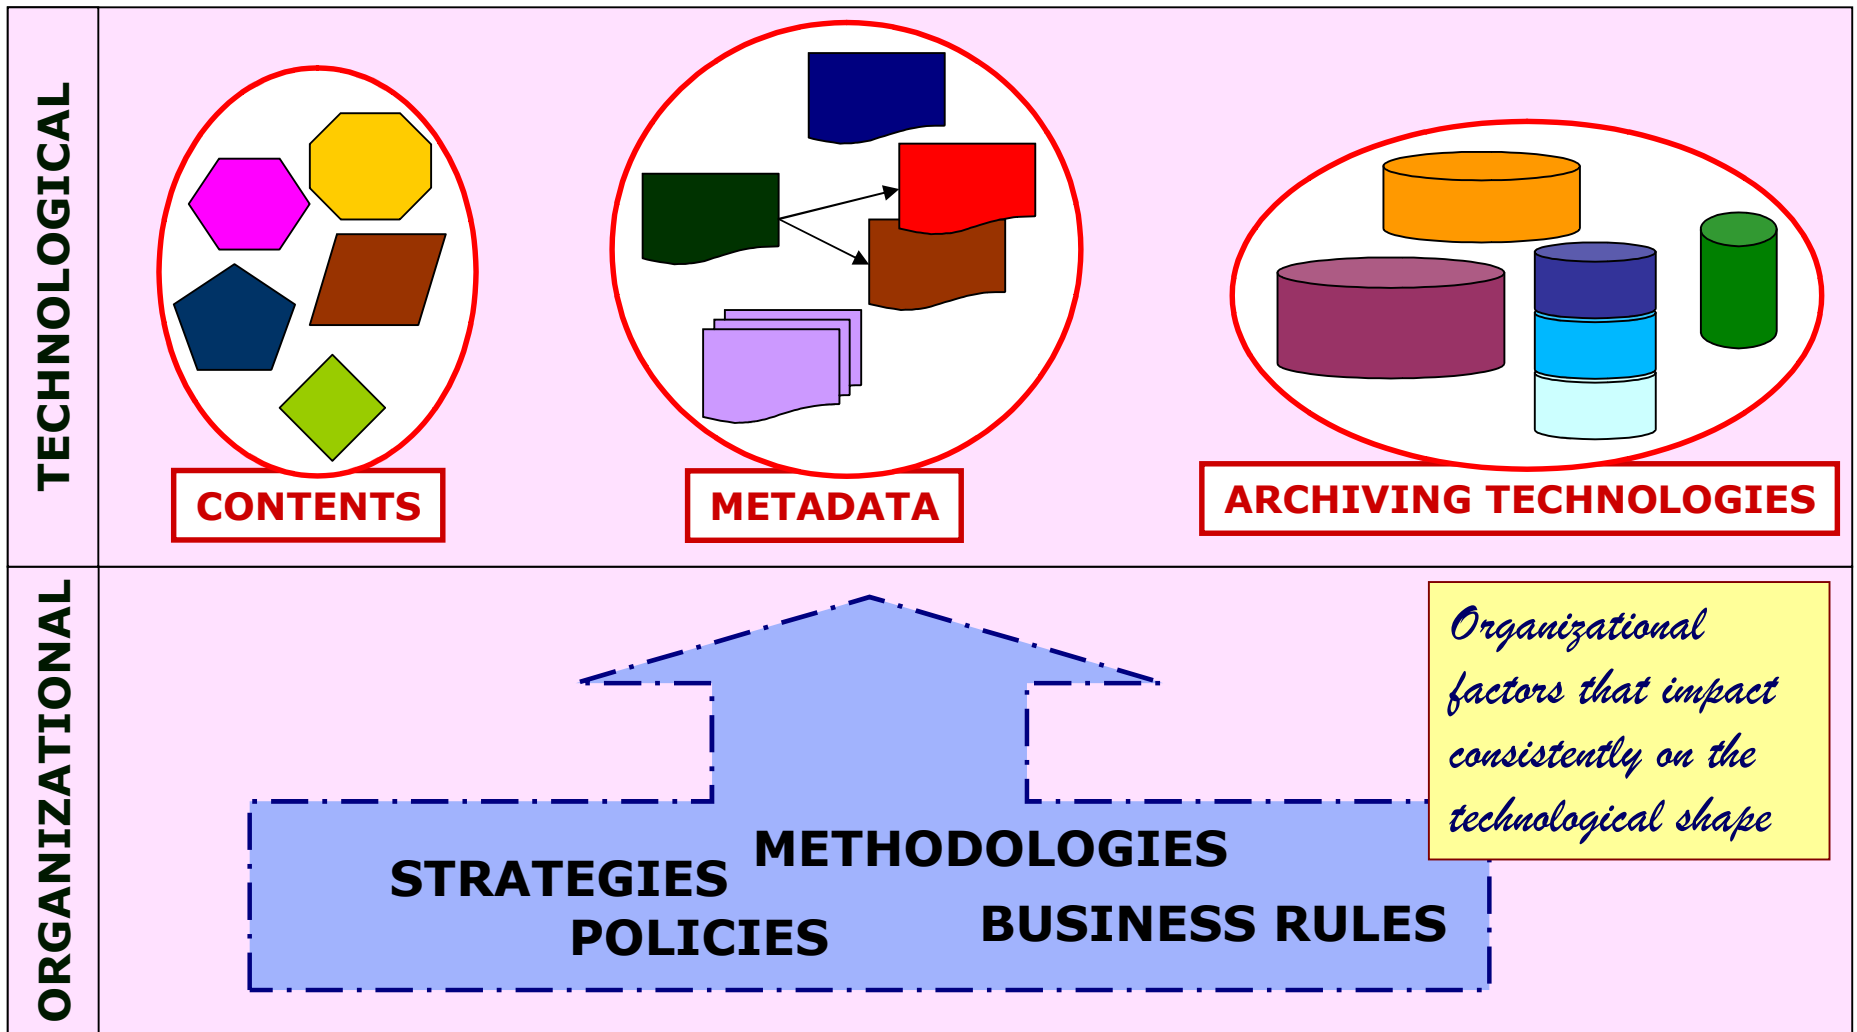 TECHNOLOGICAL
CONTENTS
METADATA
ARCHIVING TECHNOLOGIES
ORGANIZATIONAL
Organizational
factors that impact
consistently on the
technological shape
METHODOLOGIES
STRATEGIES
BUSINESS RULES
POLICIES